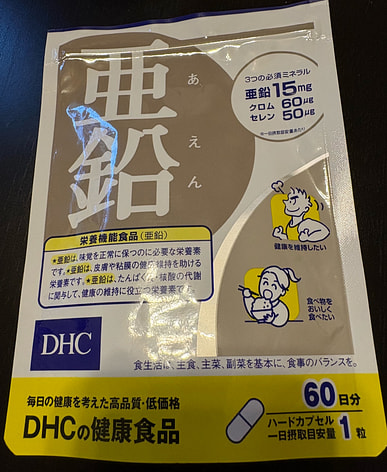 亜鉛
あえん
3つの必須ミネラル
亜鉛 15mg
クロム 60μg
セレン 50μg
※一日摂取目安量あたり
栄養機能食品(亜鉛)
★亜鉛は、味覚を正常に保つのに必要な栄養素
です。★亜鉛は、皮膚や粘膜の健康維持を助ける
栄養素です。★亜鉛は、たんぱく質・核酸の代謝
に関与して、健康の維持に役立つ栄養素です。
健康を維持したい
食べ物を
おいしく
食べたい
DHC
食生活は、主食、主菜、副菜を基本に、食事のバランスを。
毎日の健康を考えた高品質・低価格
DHCの健康食品
60日分
ハードカプセル
一日摂取目安量 1粒